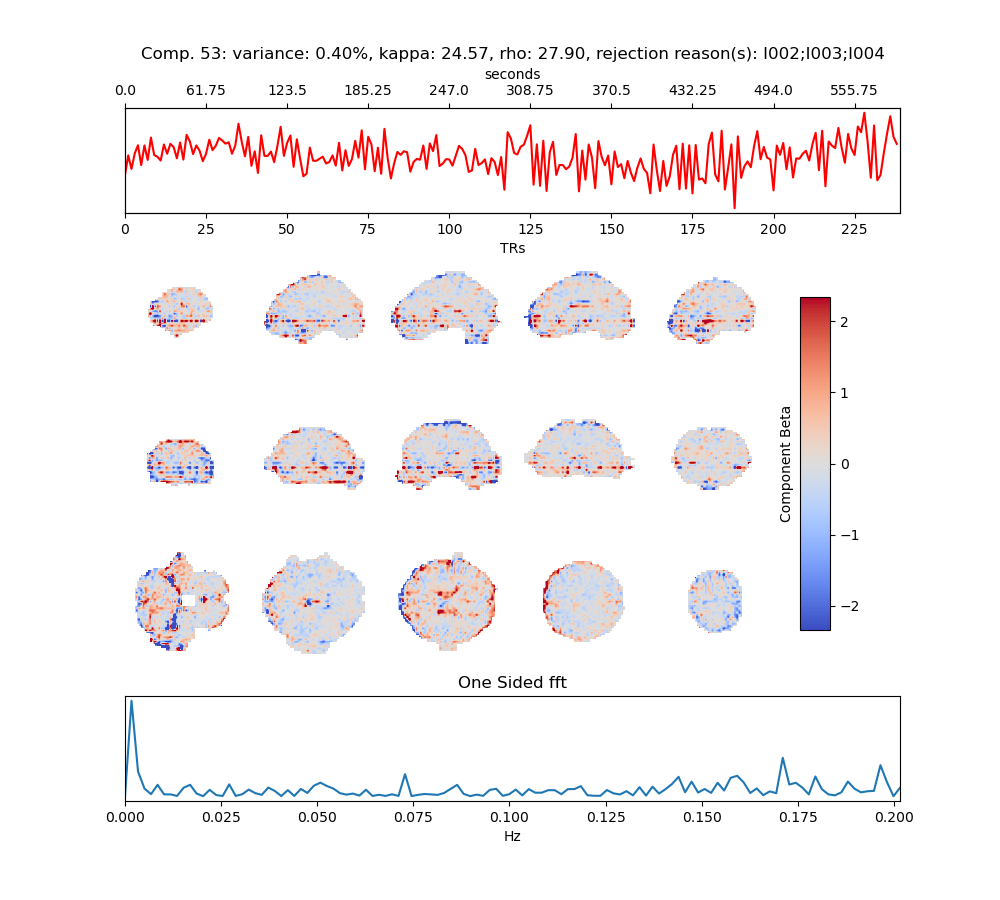 Comp. 53: variance: 0.40%, kappa: 24.57, rho: 27.90, rejection reason(s): I002;I003;I004
seconds
0.0 61.75 123.5 185.25 247.0 308.75 370.5 432.25 494.0 555.75
0 25 50 75 100 125 150 175 200 225
TRs
2
1
0
−1
−2
Component Beta
One Sided fft
0.000 0.025 0.050 0.075 0.100 0.125 0.150 0.175 0.200
Hz